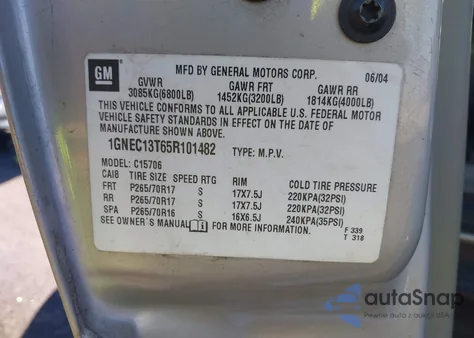 GM
MFD BY GENERAL MOTORS CORP. 06/04
GVWR GAWR FRT GAWR RR
3085KG(6800LB) 1452KG(3200LB) 1814KG(4000LB)
THIS VEHICLE CONFORMS TO ALL APPLICABLE U.S. FEDERAL MOTOR
VEHICLE SAFETY STANDARDS IN EFFECT ON THE DATE OF
MANUFACTURE SHOWN ABOVE.
1GNEC13T65R101482 TYPE: M.P.V.
MODEL: C15706
CAI8 TIRE SIZE SPEED RTG RIM COLD TIRE PRESSURE
FRT P265/70R17 S 17X7.5J 220KPA(32PSI)
RR P265/70R17 S 17X7.5J 220KPA(32PSI)
SPA P265/70R16 S 16X6.5J 240KPA(35PSI)
SEE OWNER'S MANUAL i FOR MORE INFORMATION.
F 339
T 318
autoSnap
Pewne auto z aukcji USA